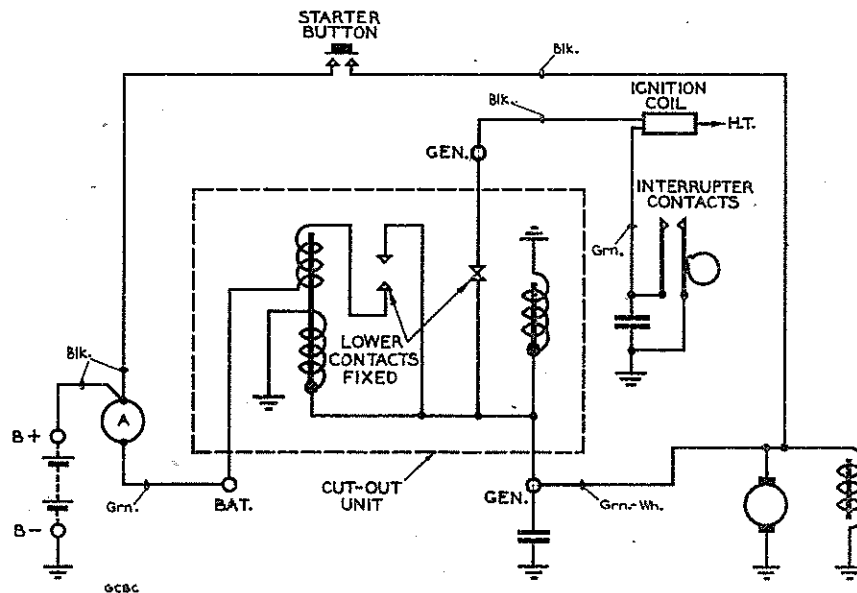 STARTER
BUTTON
Blk.
IGNITION
COIL
Blk.
H.T.
GEN.
INTERRUPTER
CONTACTS
Grn.
LOWER
CONTACTS
FIXED
Blk.
A
B+
B-
Grn.
BAT.
CUT-OUT
UNIT
GEN.
Grn.-Wh.
GCBC